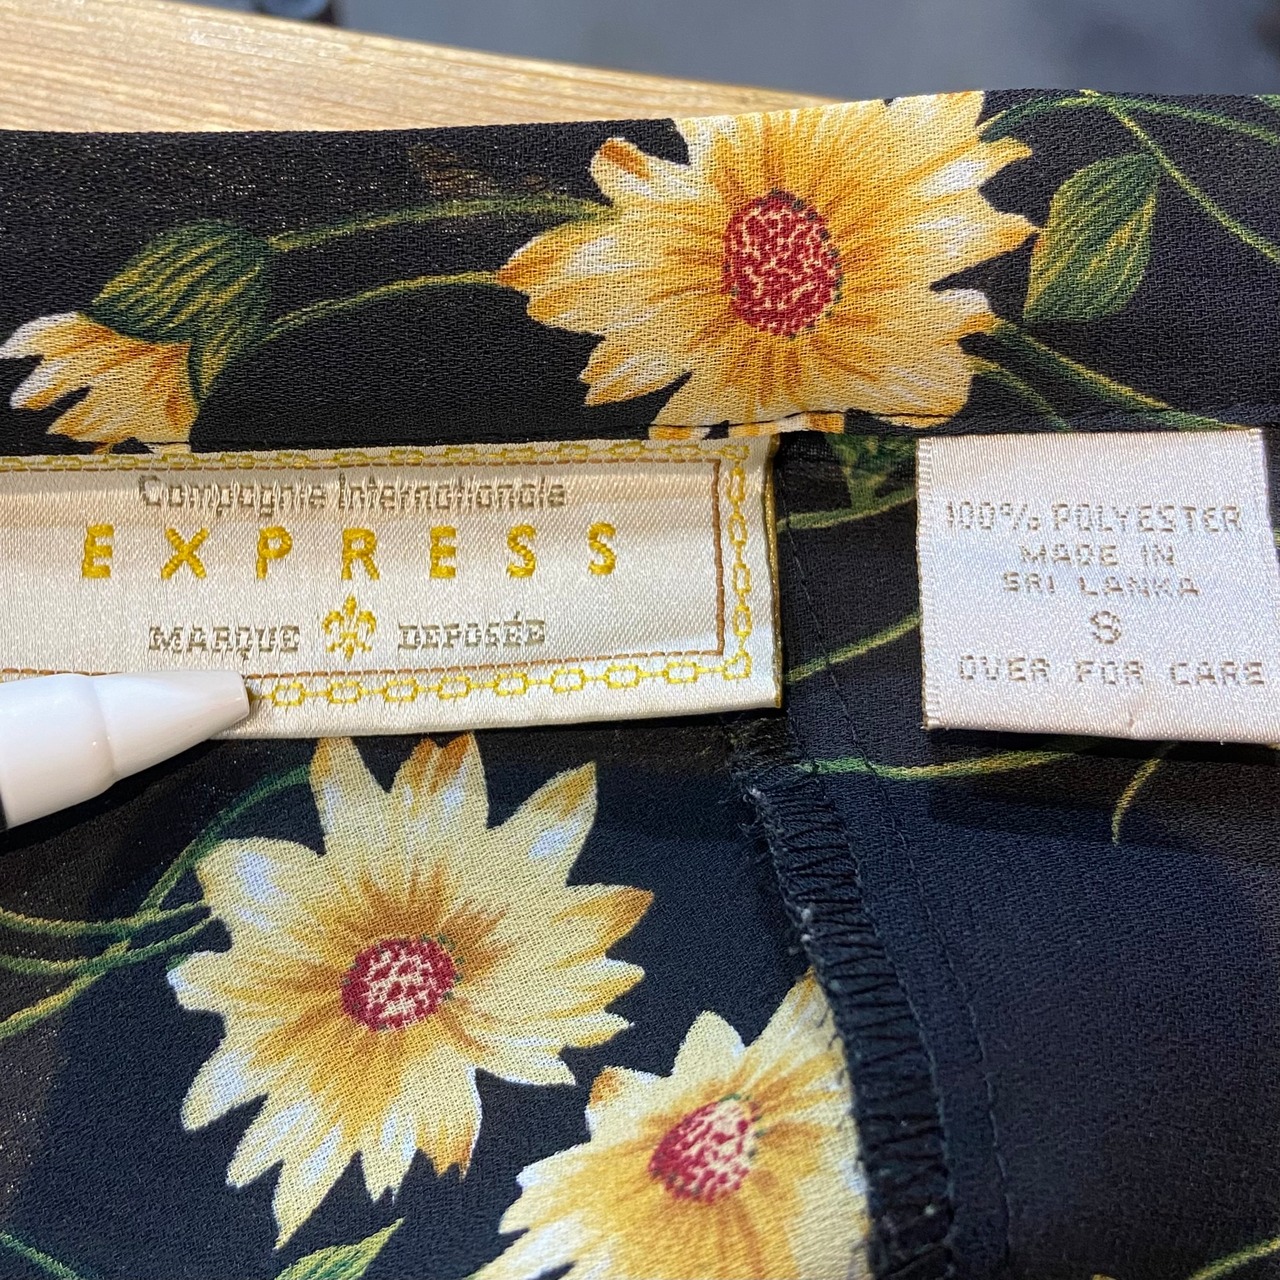 Compagnie Internationale
EXPRESS
MARQUE DEPOSÉE
100% POLYESTER
MADE IN
SRI LANKA
S
OVER FOR CARE